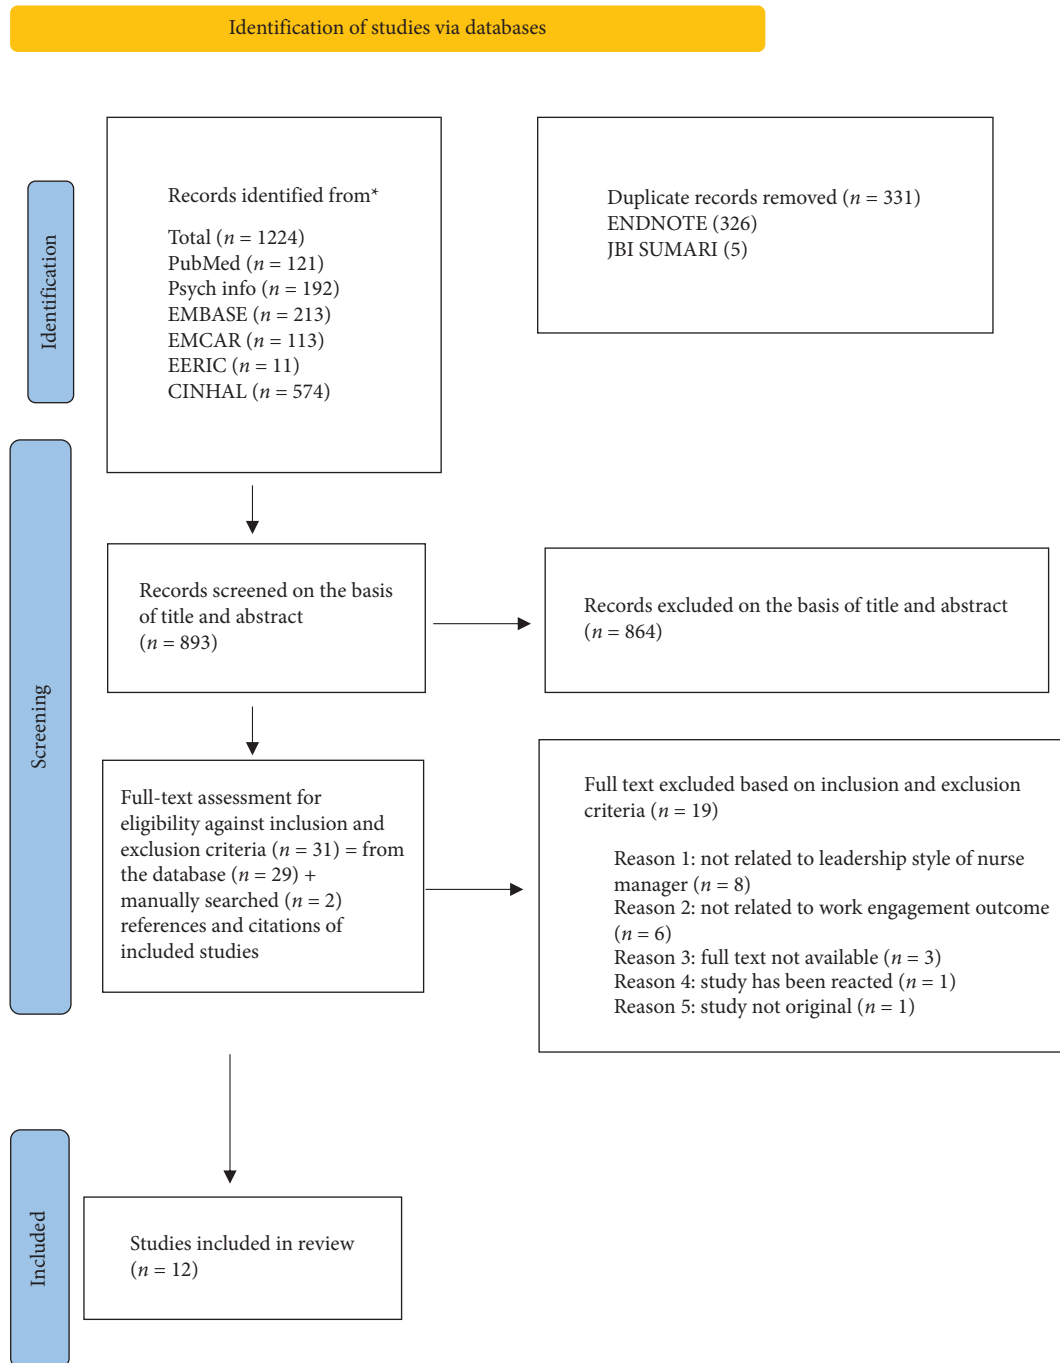 Identification of studies via databases
Identification
Records identified from*
Total (n = 1224)
PubMed (n = 121)
Psych info (n = 192)
EMBASE (n = 213)
EMCAR (n = 113)
EERIC (n = 11)
CINHAL (n = 574)
Duplicate records removed (n = 331)
ENDNOTE (326)
JBI SUMARI (5)
Screening
Records screened on the basis
of title and abstract
(n = 893)
Records excluded on the basis of title and abstract
(n = 864)
Full-text assessment for
eligibility against inclusion and
exclusion criteria (n = 31) = from
the database (n = 29) +
manually searched (n = 2)
references and citations of
included studies
Full text excluded based on inclusion and exclusion
criteria (n = 19)
Reason 1: not related to leadership style of nurse
manager (n = 8)
Reason 2: not related to work engagement outcome
(n = 6)
Reason 3: full text not available (n = 3)
Reason 4: study has been reacted (n = 1)
Reason 5: study not original (n = 1)
Included
Studies included in review
(n = 12)